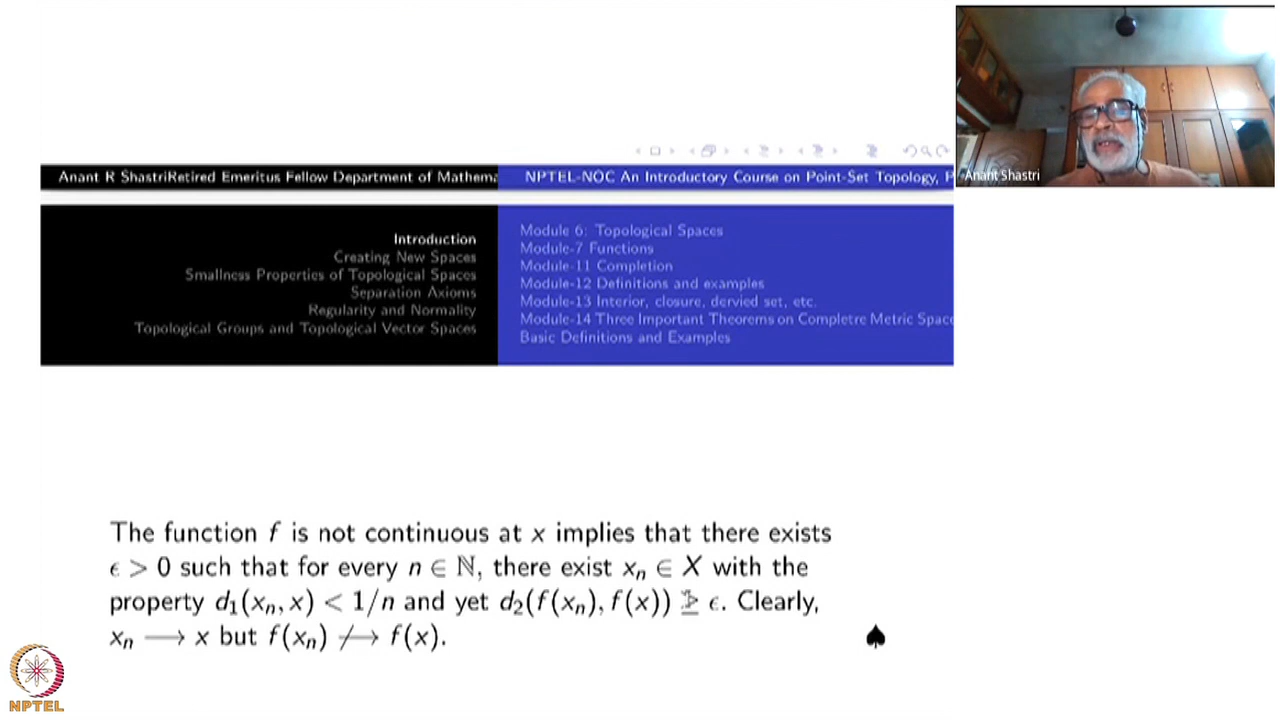 Anant Shastri
Anant R ShastriRetired Emeritus Fellow Department of Mathema
NPTEL-NOC An Introductory Course on Point-Set Topology, P
Introduction
Creating New Spaces
Smallness Properties of Topological Spaces
Separation Axioms
Regularity and Normality
Topological Groups and Topological Vector Spaces
Module 6: Topological Spaces
Module-7 Functions
Module-11 Completion
Module-12 Definitions and examples
Module-13 Interior, closure, dervied set, etc.
Module-14 Three Important Theorems on Completre Metric Space
Basic Definitions and Examples
The function f is not continuous at x implies that there exists
ϵ > 0 such that for every n ∈ ℕ, there exist xₙ ∈ X with the
property d₁(xₙ, x) < 1/n and yet d₂(f(xₙ), f(x)) ≥ ϵ. Clearly,
xₙ ⟶ x but f(xₙ) ↛ f(x). ♠
NPTEL